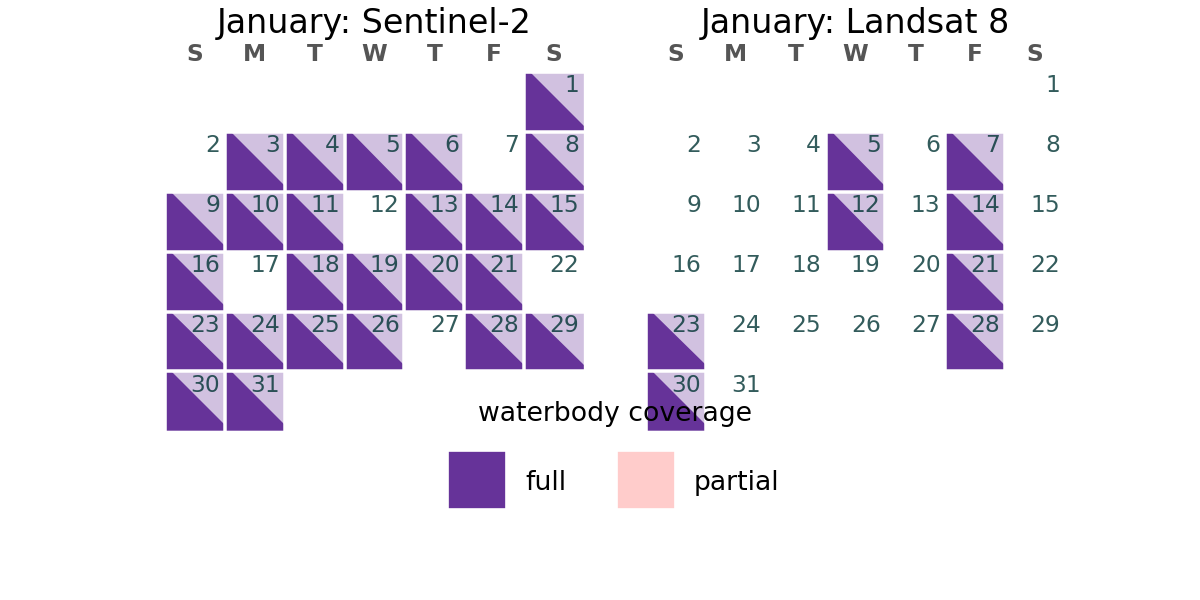 January: Sentinel-2
S M T W T F S
1
2 3 4 5 6 7 8
9 10 11 12 13 14 15
16 17 18 19 20 21 22
23 24 25 26 27 28 29
30 31
January: Landsat 8
S M T W T F S
1
2 3 4 5 6 7 8
9 10 11 12 13 14 15
16 17 18 19 20 21 22
23 24 25 26 27 28 29
30 31
waterbody coverage
full partial